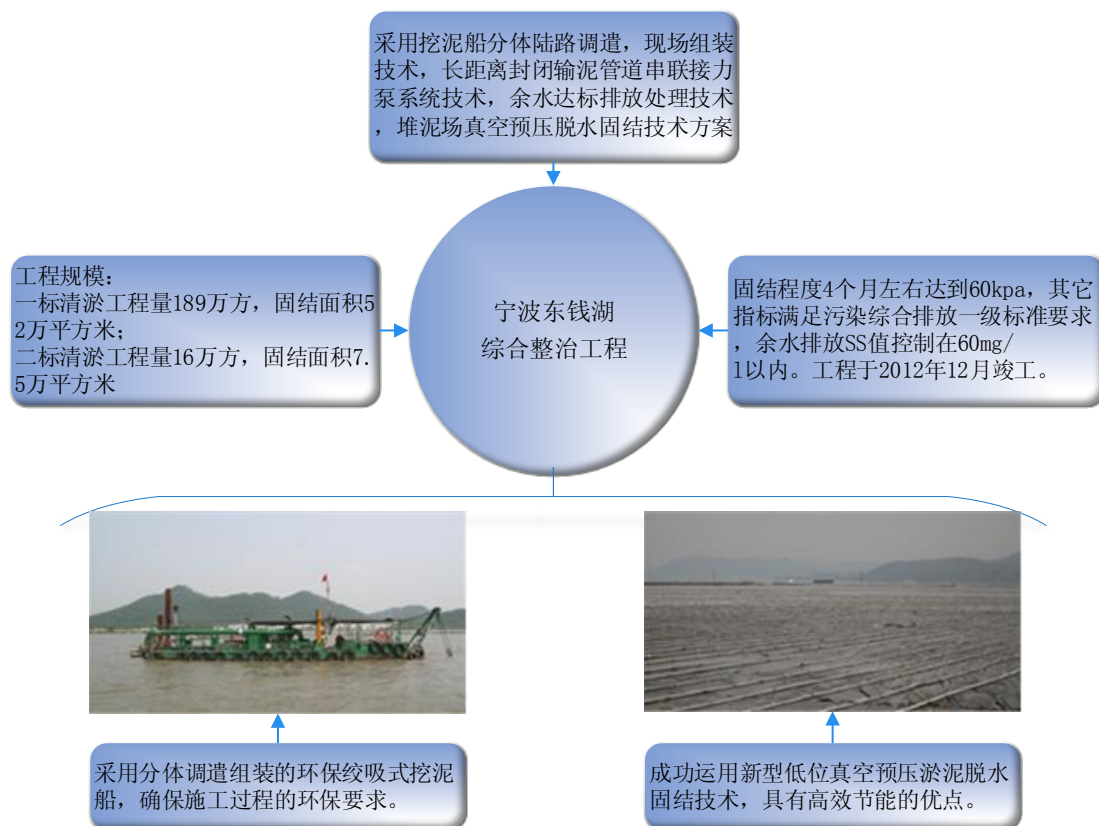 采用挖泥船分体陆路调遣，现场组装
技术，长距离封闭输泥管道串联接力
泵系统技术，余水达标排放处理技术
，堆泥场真空预压脱水固结技术方案
工程规模：
一标清淤工程量189万方，固结面积5
2万平方米；
二标清淤工程量16万方，固结面积7.
5万平方米
宁波东钱湖
综合整治工程
固结程度4个月左右达到60kpa，其它
指标满足污染综合排放一级标准要求
，余水排放SS值控制在60mg/
l以内。工程于2012年12月竣工。
采用分体调遣组装的环保绞吸式挖泥
船，确保施工过程的环保要求。
成功运用新型低位真空预压淤泥脱水
固结技术，具有高效节能的优点。